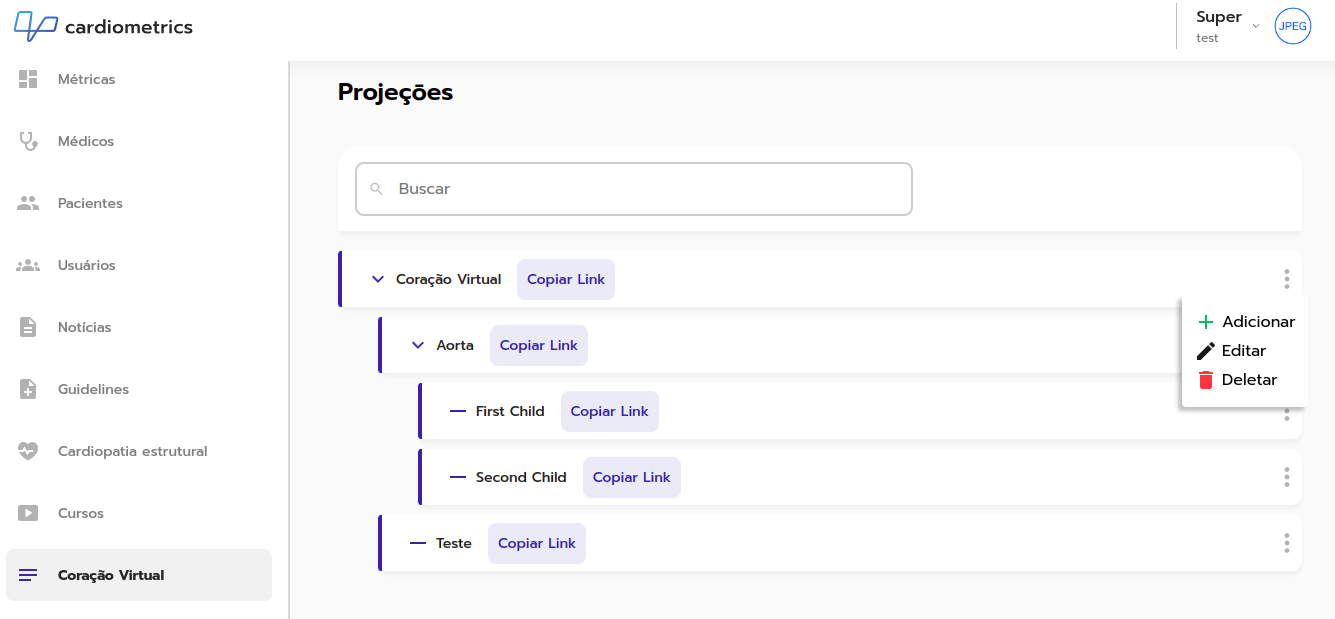 cardiometrics
Super
test
JPEG
Métricas
Médicos
Pacientes
Usuários
Notícias
Guidelines
Cardiopatia estrutural
Cursos
Coração Virtual
Projeções
Buscar
Coração Virtual Copiar Link
Adicionar
Editar
Deletar
Aorta Copiar Link
First Child Copiar Link
Second Child Copiar Link
Teste Copiar Link